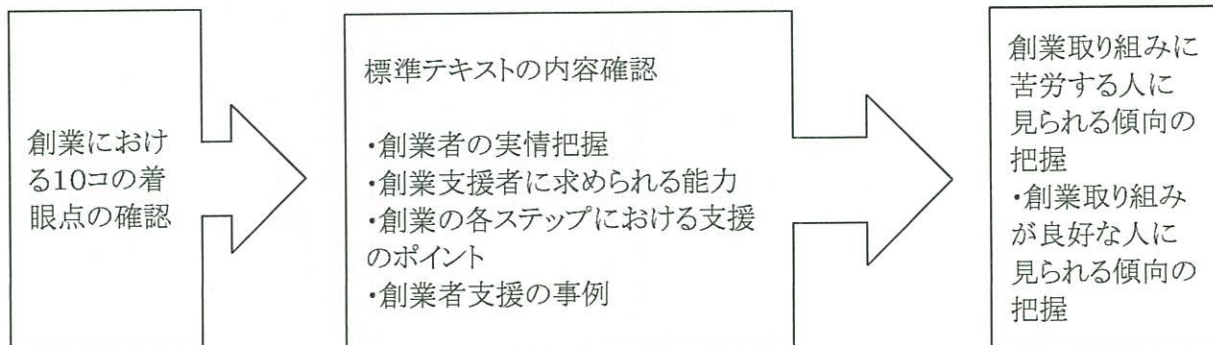 創業におけ
る10コの着
眼点の確認
標準テキストの内容確認
・創業者の実情把握
・創業支援者に求められる能力
・創業の各ステップにおける支援
のポイント
・創業者支援の事例
創業取り組みに
苦労する人に
見られる傾向の
把握
・創業取り組み
が良好な人に
見られる傾向の
把握